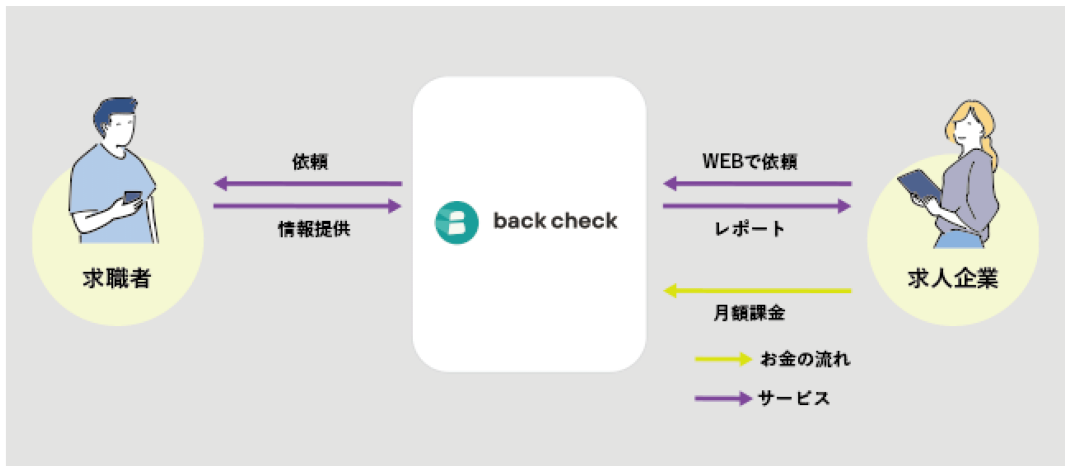 依頼
情報提供
求職者
back check
WEBで依頼
レポート
求人企業
月額課金
お金の流れ
サービス